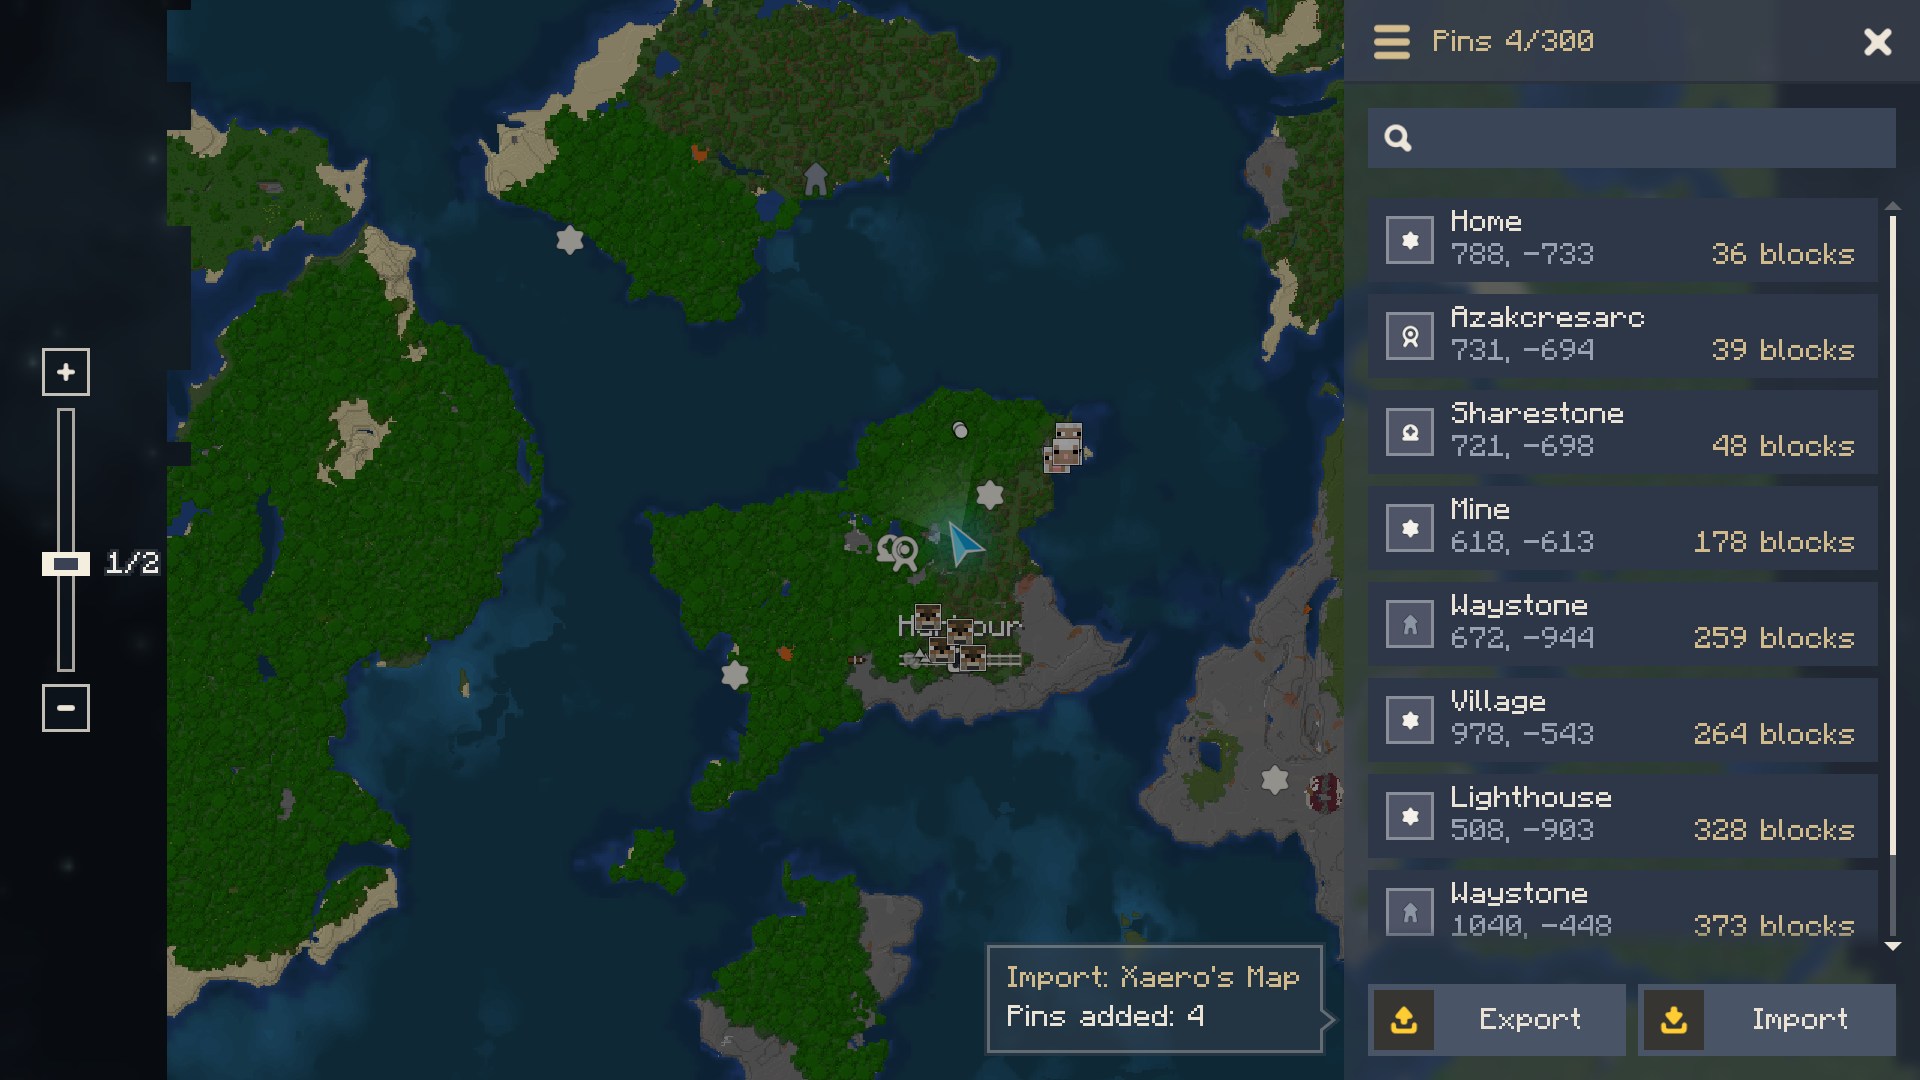 Pins 4/300
Home
788, -733
36 blocks
Azakcresarc
731, -694
39 blocks
Sharestone
721, -698
48 blocks
Mine
618, -613
178 blocks
Waystone
672, -944
259 blocks
Village
978, -543
264 blocks
Lighthouse
508, -903
328 blocks
Waystone
1040, -448
373 blocks
Export
Import
1/2
Import: Xaero's Map
Pins added: 4